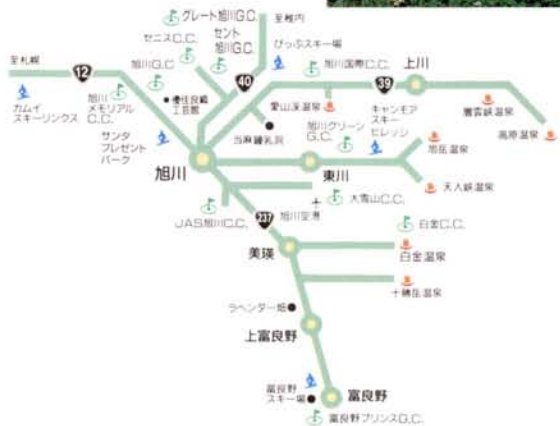 グレート旭川G.C.
至稚内
セニスC.C.
セント
旭川G.C.
ぴっぷスキー場
至札幌
12
旭川G.C
40
旭川国際C.C.
上川
39
カムイ
スキーリンクス
旭川
メモリアル
C.C.
優佳良織
工芸館
愛山渓温泉
キャンモア
スキー
ビレッジ
層雲峡温泉
サンタ
プレゼント
パーク
当麻鍾乳洞
旭川グリーン
G.C.
高原温泉
旭岳温泉
旭川
東川
天人峡温泉
大雪山C.C.
JAS旭川C.C.
237
旭川空港
白金C.C.
美瑛
白金温泉
十勝岳温泉
ラベンダー畑
上富良野
富良野
スキー場
富良野
富良野プリンスG.C.